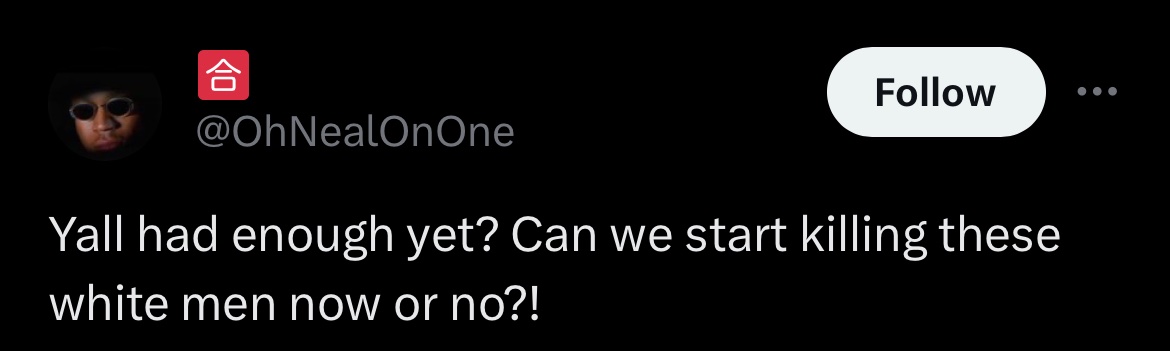 🈴
@OhNealOnOne
Follow
Yall had enough yet? Can we start killing these
white men now or no?!